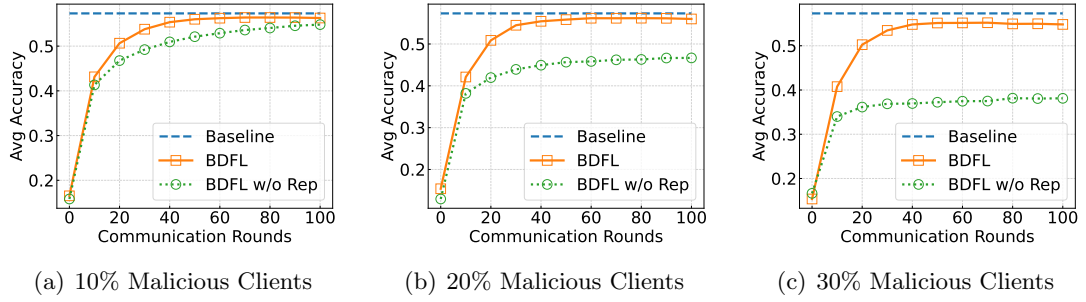 Avg Accuracy
0.5
0.4
0.3
0.2
Baseline
BDFL
BDFL w/o Rep
0 20 40 60 80 100
Communication Rounds
(a) 10% Malicious Clients
Avg Accuracy
0.5
0.4
0.3
0.2
Baseline
BDFL
BDFL w/o Rep
0 20 40 60 80 100
Communication Rounds
(b) 20% Malicious Clients
Avg Accuracy
0.5
0.4
0.3
0.2
Baseline
BDFL
BDFL w/o Rep
0 20 40 60 80 100
Communication Rounds
(c) 30% Malicious Clients